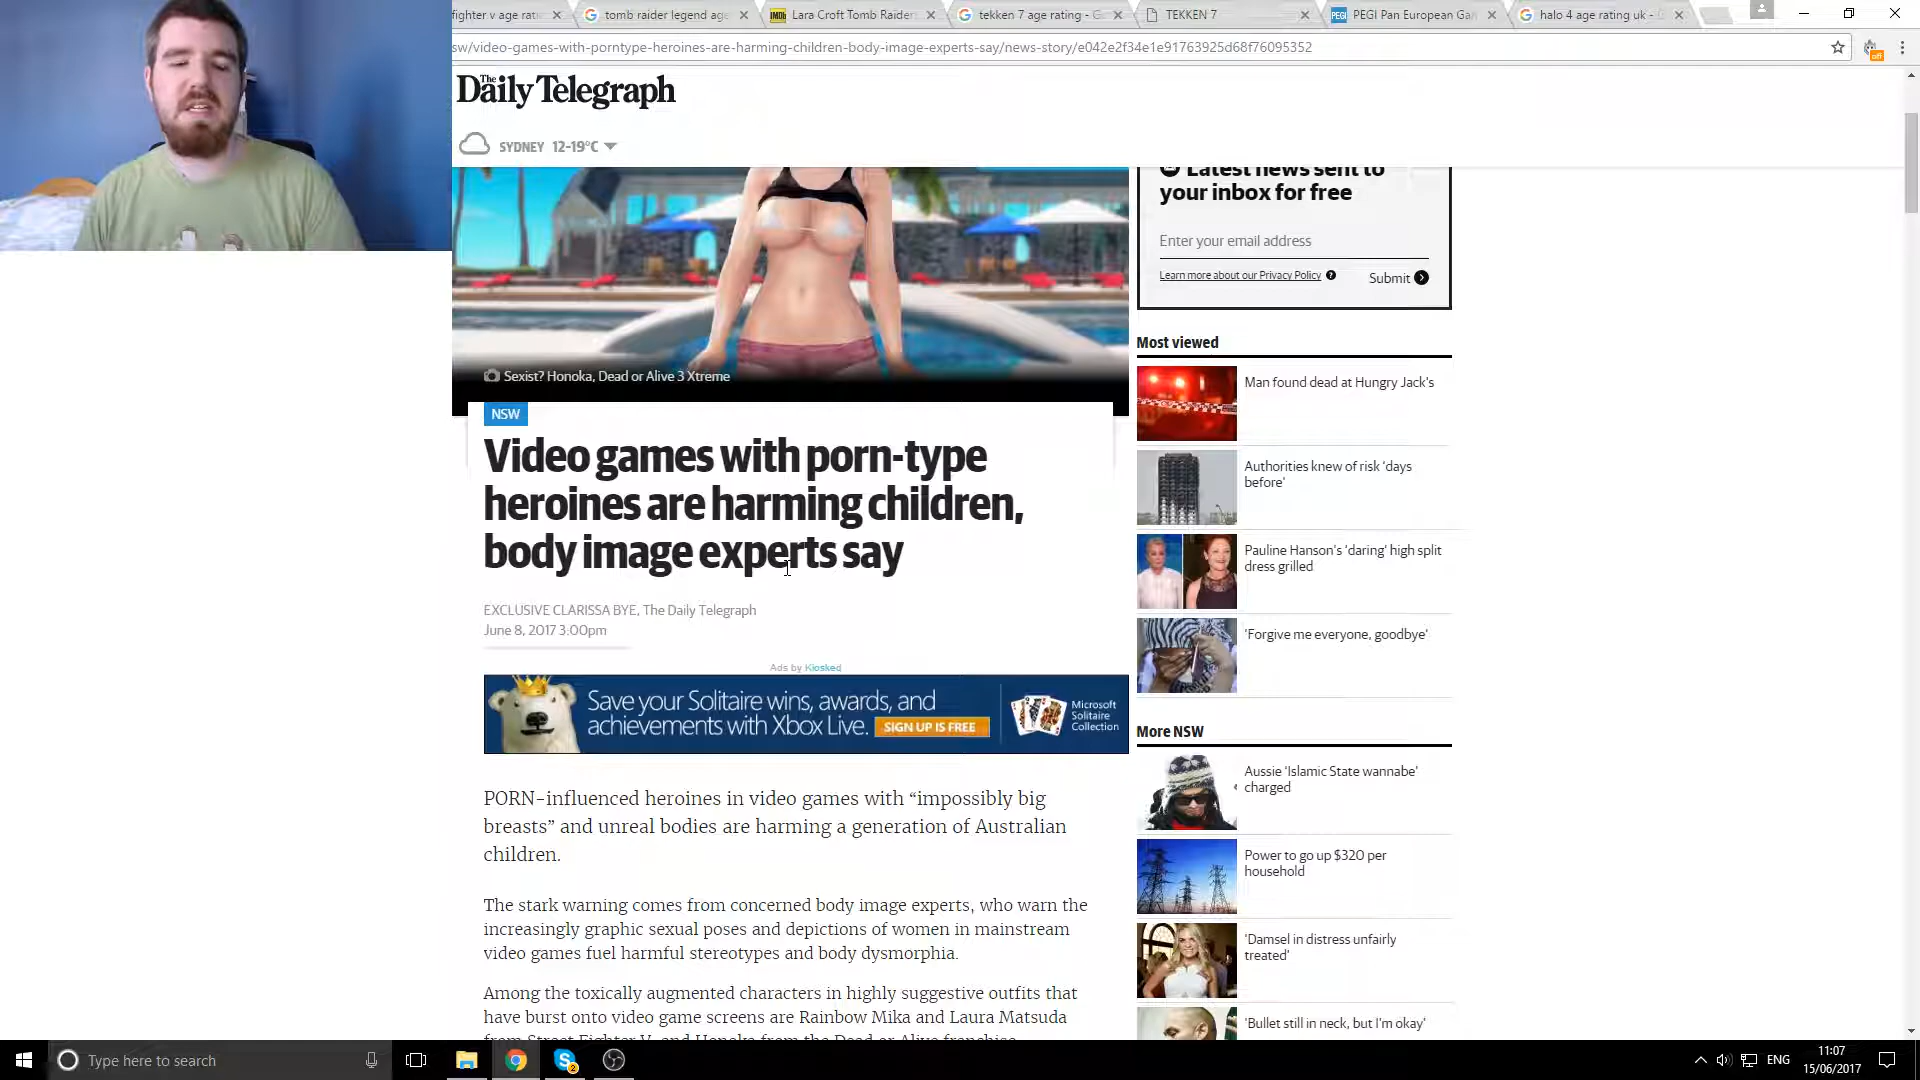 fighter v age rati
tomb raider legend age
Lara Croft Tomb Raider
tekken 7 age rating - G
TEKKEN 7
PEGI Pan European Ga
halo 4 age rating uk -
sw/video-games-with-porntype-heroines-are-harming-children-body-image-experts-say/news-story/e042e2f34e1e91763925d68f76095352
off
The
Daily Telegraph
SYDNEY 12-19°C
Sexist? Honoka, Dead or Alive 3 Xtreme
NSW
Video games with porn-type
heroines are harming children,
body image experts say
EXCLUSIVE CLARISSA BYE, The Daily Telegraph
June 8, 2017 3:00pm
Ads by Kiosked
Save your Solitaire wins, awards, and
achievements with Xbox Live. SIGN UP IS FREE
Microsoft
Solitaire
Collection
PORN-influenced heroines in video games with “impossibly big
breasts” and unreal bodies are harming a generation of Australian
children.
The stark warning comes from concerned body image experts, who warn the
increasingly graphic sexual poses and depictions of women in mainstream
video games fuel harmful stereotypes and body dysmorphia.
Among the toxically augmented characters in highly suggestive outfits that
have burst onto video game screens are Rainbow Mika and Laura Matsuda
from Street Fighter V, and Honoka from the Dead or Alive franchise.
Latest news sent to
your inbox for free
Enter your email address
Learn more about our Privacy Policy ?
Submit
Most viewed
Man found dead at Hungry Jack's
Authorities knew of risk 'days
before'
Pauline Hanson's 'daring' high split
dress grilled
'Forgive me everyone, goodbye'
More NSW
Aussie 'Islamic State wannabe'
charged
Power to go up $320 per
household
'Damsel in distress unfairly
treated'
'Bullet still in neck, but I'm okay'
Type here to search
2
ENG
11:07
15/06/2017